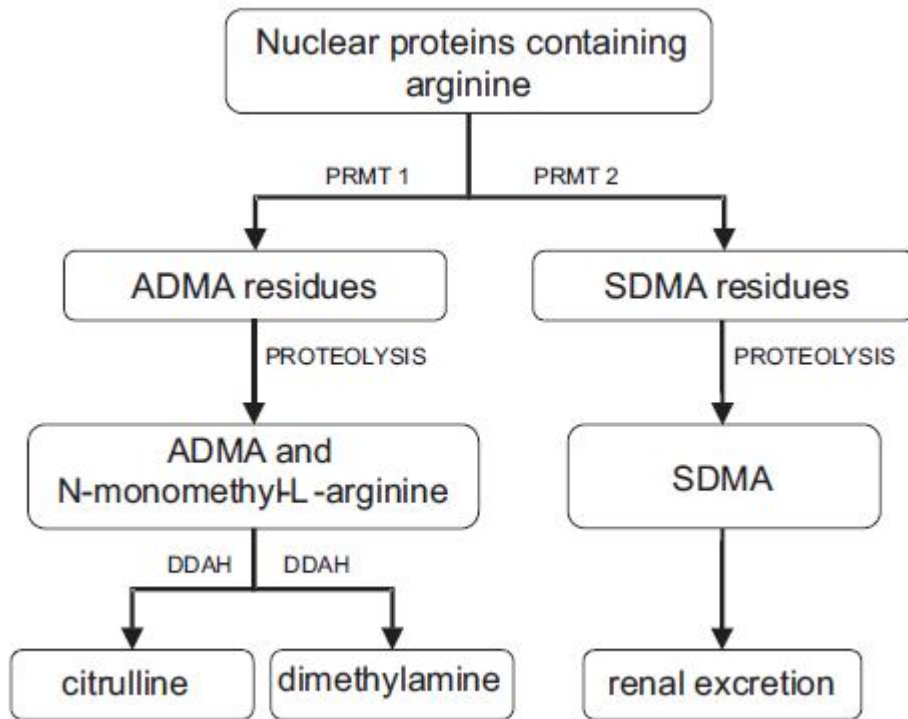 Nuclear proteins containing
arginine
PRMT 1
PRMT 2
ADMA residues
SDMA residues
PROTEOLYSIS
PROTEOLYSIS
ADMA and
N-monomethyl-L -arginine
SDMA
DDAH
DDAH
citrulline
dimethylamine
renal excretion